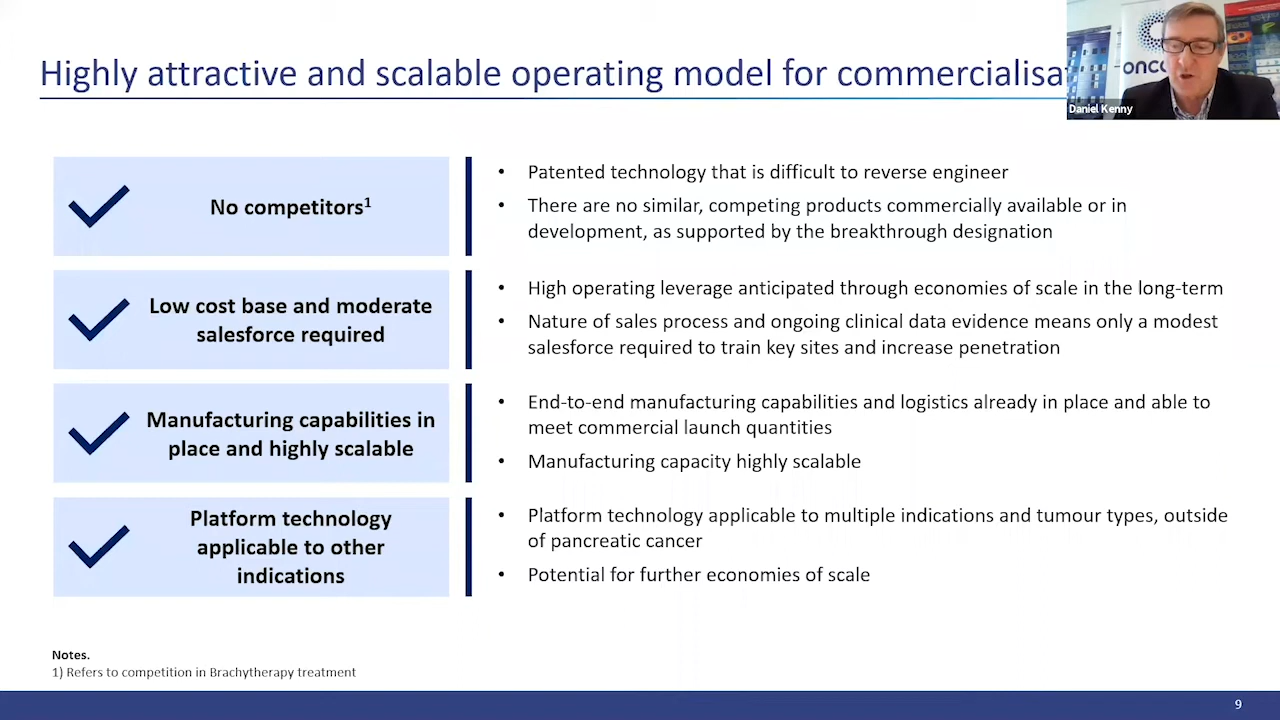 Highly attractive and scalable operating model for commercialisa
onc
Daniel Kenny
No competitors1
• Patented technology that is difficult to reverse engineer
• There are no similar, competing products commercially available or in
development, as supported by the breakthrough designation
Low cost base and moderate
salesforce required
• High operating leverage anticipated through economies of scale in the long-term
• Nature of sales process and ongoing clinical data evidence means only a modest
salesforce required to train key sites and increase penetration
Manufacturing capabilities in
place and highly scalable
• End-to-end manufacturing capabilities and logistics already in place and able to
meet commercial launch quantities
• Manufacturing capacity highly scalable
Platform technology
applicable to other
indications
• Platform technology applicable to multiple indications and tumour types, outside
of pancreatic cancer
• Potential for further economies of scale
Notes.
1) Refers to competition in Brachytherapy treatment
9